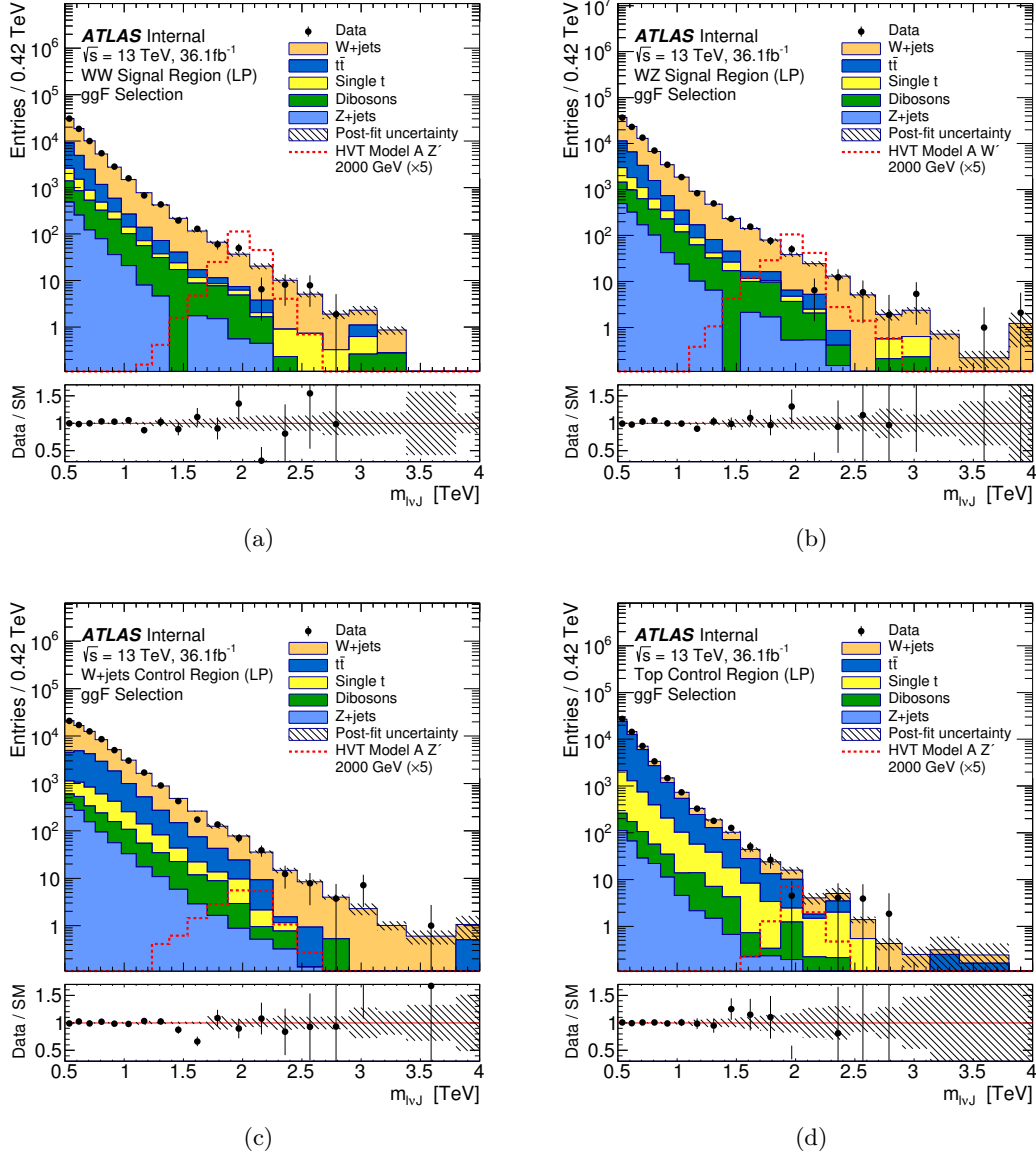 Entries / 0.42 TeV
10⁶
10⁵
10⁴
10³
10²
10
1
ATLAS Internal
√s = 13 TeV, 36.1fb⁻¹
WW Signal Region (LP)
ggF Selection
Data
W+jets
tt̄
Single t
Dibosons
Z+jets
Post-fit uncertainty
HVT Model A Z′
2000 GeV (×5)
Data / SM
1.5
1
0.5
0.5 1 1.5 2 2.5 3 3.5 4
m_lνJ [TeV]
(a)
Entries / 0.42 TeV
10⁷
10⁶
10⁵
10⁴
10³
10²
10
1
ATLAS Internal
√s = 13 TeV, 36.1fb⁻¹
WZ Signal Region (LP)
ggF Selection
Data
W+jets
tt̄
Single t
Dibosons
Z+jets
Post-fit uncertainty
HVT Model A W′
2000 GeV (×5)
Data / SM
1.5
1
0.5
0.5 1 1.5 2 2.5 3 3.5 4
m_lνJ [TeV]
(b)
Entries / 0.42 TeV
10⁶
10⁵
10⁴
10³
10²
10
1
ATLAS Internal
√s = 13 TeV, 36.1fb⁻¹
W+jets Control Region (LP)
ggF Selection
Data
W+jets
tt̄
Single t
Dibosons
Z+jets
Post-fit uncertainty
HVT Model A Z′
2000 GeV (×5)
Data / SM
1.5
1
0.5
0.5 1 1.5 2 2.5 3 3.5 4
m_lνJ [TeV]
(c)
Entries / 0.42 TeV
10⁶
10⁵
10⁴
10³
10²
10
1
ATLAS Internal
√s = 13 TeV, 36.1fb⁻¹
Top Control Region (LP)
ggF Selection
Data
W+jets
tt̄
Single t
Dibosons
Z+jets
Post-fit uncertainty
HVT Model A Z′
2000 GeV (×5)
Data / SM
1.5
1
0.5
0.5 1 1.5 2 2.5 3 3.5 4
m_lνJ [TeV]
(d)